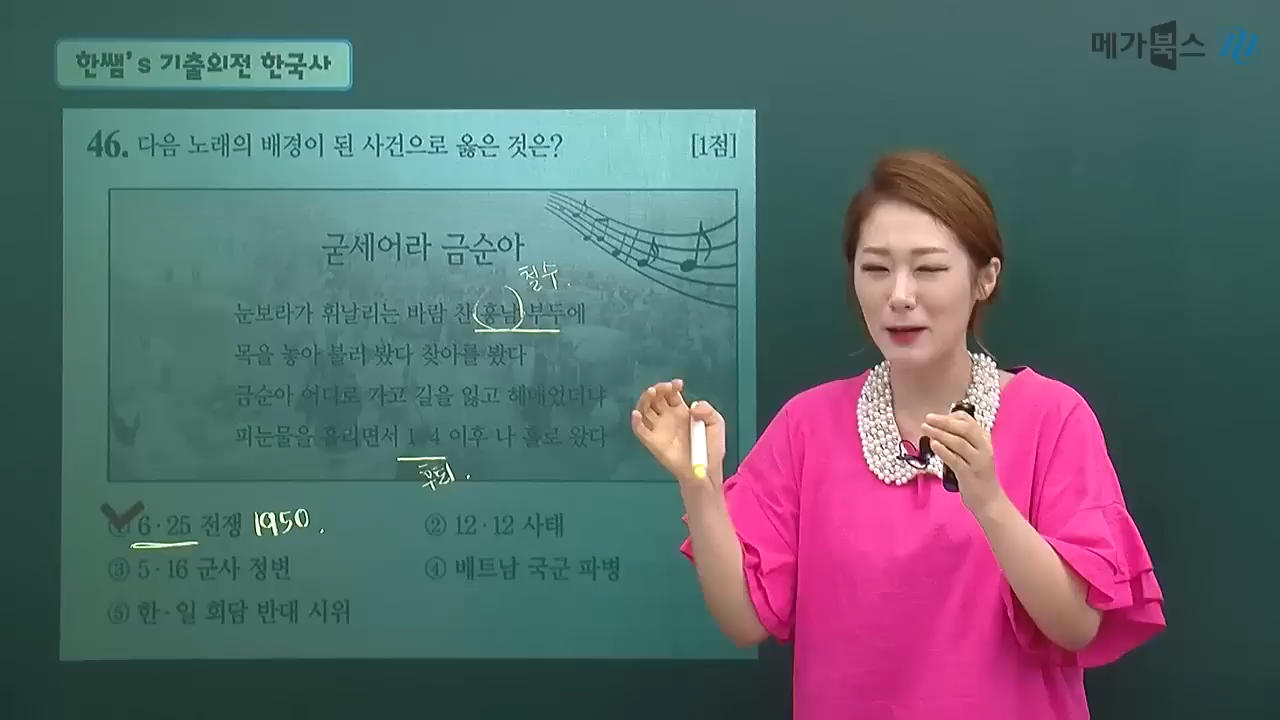 메가북스 M
한쌤's 기출의전 한국사
46. 다음 노래의 배경이 된 사건으로 옳은 것은? [1점]
굳세어라 금순아
철수.
눈보라가 휘날리는 바람 찬 흥남 부두에
목을 놓아 불러 봤다 찾아를 봤다
금순아 어디로 가고 길을 잃고 헤매었더냐
피눈물을 흘리면서 1·4 이후 나 홀로 왔다
후퇴.
① 6·25 전쟁 1950.
② 12·12 사태
③ 5·16 군사 정변
④ 베트남 국군 파병
⑤ 한·일 회담 반대 시위